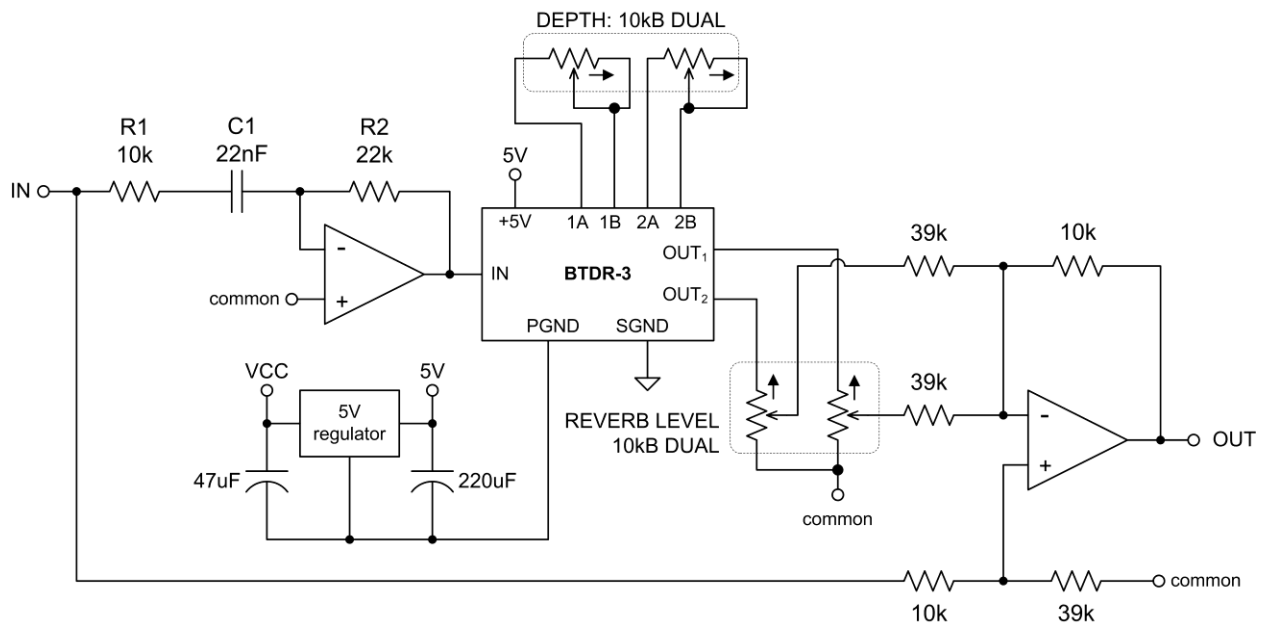 DEPTH: 10kB DUAL
R1
10k
C1
22nF
R2
22k
IN
5V
+5V
1A
1B
2A
2B
-
+
common
IN
BTDR-3
OUT1
OUT2
PGND
SGND
39k
10k
VCC
5V
5V
regulator
47uF
220uF
REVERB LEVEL
10kB DUAL
39k
-
+
OUT
common
10k
39k
common